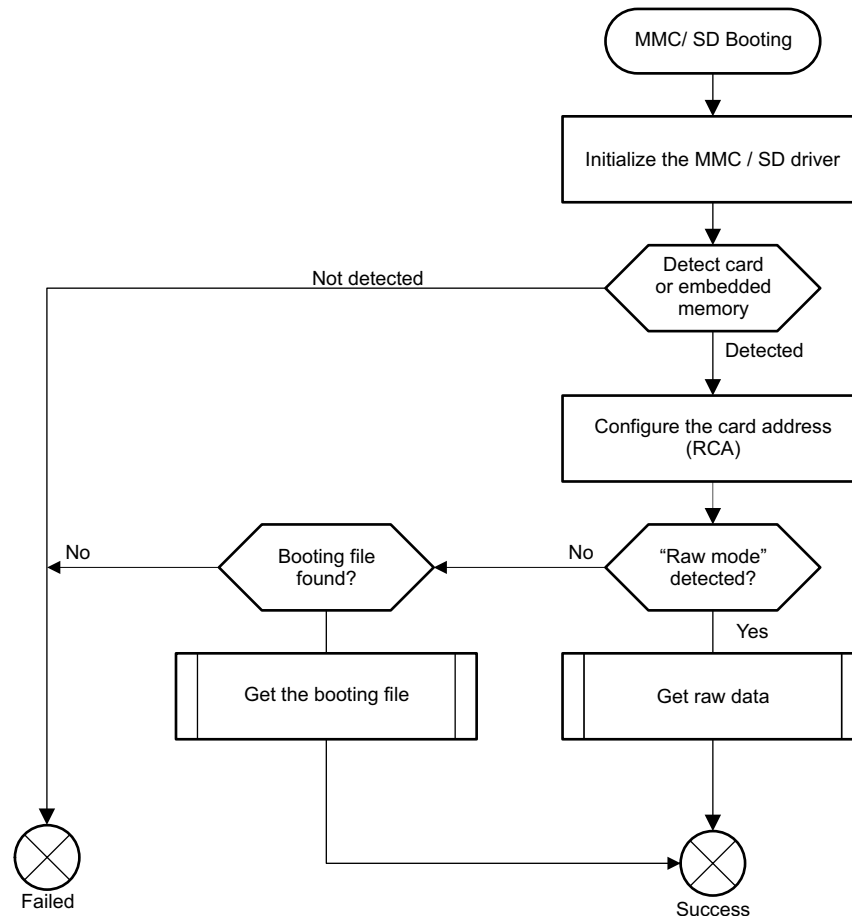 MMC/ SD Booting
Initialize the MMC / SD driver
Detect card
or embedded
memory
Not detected
Detected
Configure the card address
(RCA)
No
Booting file
found?
No
“Raw mode”
detected?
Yes
Get the booting file
Get raw data
Failed
Success